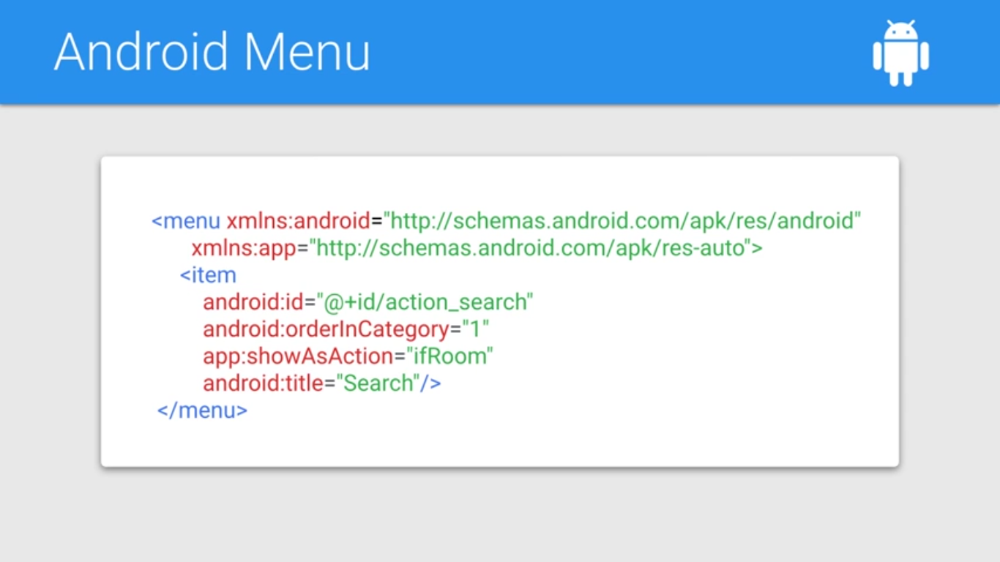 Android Menu
<menu xmlns:android="http://schemas.android.com/apk/res/android"
xmlns:app="http://schemas.android.com/apk/res-auto">
<item
android:id="@+id/action_search"
android:orderInCategory="1"
app:showAsAction="ifRoom"
android:title="Search"/>
</menu>